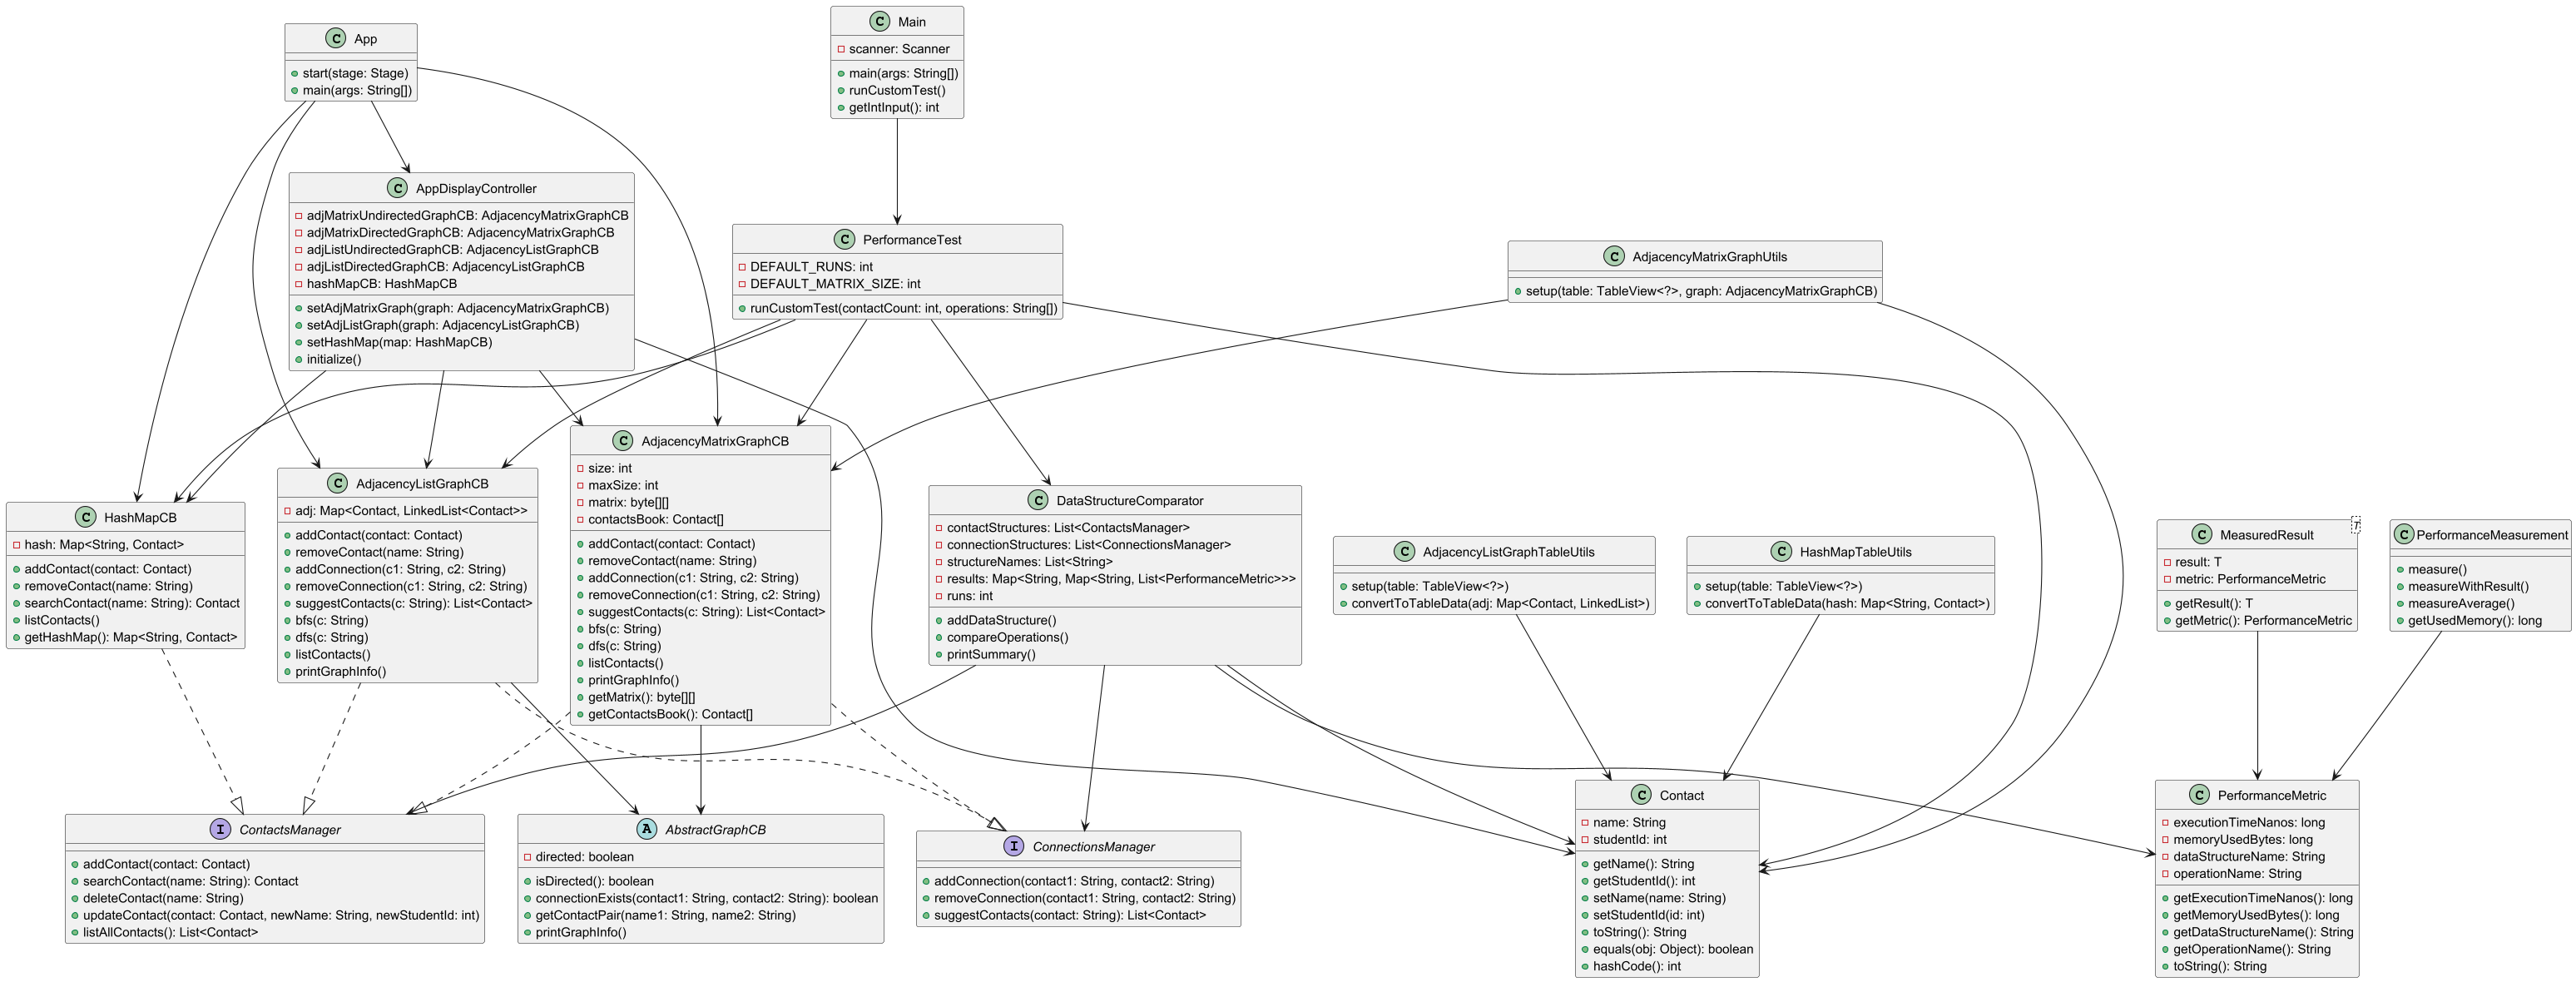 C App
start(stage: Stage)
main(args: String[])
C Main
scanner: Scanner
main(args: String[])
runCustomTest()
getIntInput(): int
C AppDisplayController
adjMatrixUndirectedGraphCB: AdjacencyMatrixGraphCB
adjMatrixDirectedGraphCB: AdjacencyMatrixGraphCB
adjListUndirectedGraphCB: AdjacencyListGraphCB
adjListDirectedGraphCB: AdjacencyListGraphCB
hashMapCB: HashMapCB
setAdjMatrixGraph(graph: AdjacencyMatrixGraphCB)
setAdjListGraph(graph: AdjacencyListGraphCB)
setHashMap(map: HashMapCB)
initialize()
C PerformanceTest
DEFAULT_RUNS: int
DEFAULT_MATRIX_SIZE: int
runCustomTest(contactCount: int, operations: String[])
C AdjacencyMatrixGraphUtils
setup(table: TableView<?>, graph: AdjacencyMatrixGraphCB)
C HashMapCB
hash: Map<String, Contact>
addContact(contact: Contact)
removeContact(name: String)
searchContact(name: String): Contact
listContacts()
getHashMap(): Map<String, Contact>
C AdjacencyListGraphCB
adj: Map<Contact, LinkedList<Contact>>
addContact(contact: Contact)
removeContact(name: String)
addConnection(c1: String, c2: String)
removeConnection(c1: String, c2: String)
suggestContacts(c: String): List<Contact>
bfs(c: String)
dfs(c: String)
listContacts()
printGraphInfo()
C AdjacencyMatrixGraphCB
size: int
maxSize: int
matrix: byte[][]
contactsBook: Contact[]
addContact(contact: Contact)
removeContact(name: String)
addConnection(c1: String, c2: String)
removeConnection(c1: String, c2: String)
suggestContacts(c: String): List<Contact>
bfs(c: String)
dfs(c: String)
listContacts()
printGraphInfo()
getMatrix(): byte[][]
getContactsBook(): Contact[]
C DataStructureComparator
contactStructures: List<ContactsManager>
connectionStructures: List<ConnectionsManager>
structureNames: List<String>
results: Map<String, Map<String, List<PerformanceMetric>>>
runs: int
addDataStructure()
compareOperations()
printSummary()
C AdjacencyListGraphTableUtils
setup(table: TableView<?>)
convertToTableData(adj: Map<Contact, LinkedList>)
C HashMapTableUtils
setup(table: TableView<?>)
convertToTableData(hash: Map<String, Contact>)
C MeasuredResult T
result: T
metric: PerformanceMetric
getResult(): T
getMetric(): PerformanceMetric
C PerformanceMeasurement
measure()
measureWithResult()
measureAverage()
getUsedMemory(): long
I ContactsManager
addContact(contact: Contact)
searchContact(name: String): Contact
deleteContact(name: String)
updateContact(contact: Contact, newName: String, newStudentId: int)
listAllContacts(): List<Contact>
A AbstractGraphCB
directed: boolean
isDirected(): boolean
connectionExists(contact1: String, contact2: String): boolean
getContactPair(name1: String, name2: String)
printGraphInfo()
I ConnectionsManager
addConnection(contact1: String, contact2: String)
removeConnection(contact1: String, contact2: String)
suggestContacts(contact: String): List<Contact>
C Contact
name: String
studentId: int
getName(): String
getStudentId(): int
setName(name: String)
setStudentId(id: int)
toString(): String
equals(obj: Object): boolean
hashCode(): int
C PerformanceMetric
executionTimeNanos: long
memoryUsedBytes: long
dataStructureName: String
operationName: String
getExecutionTimeNanos(): long
getMemoryUsedBytes(): long
getDataStructureName(): String
getOperationName(): String
toString(): String